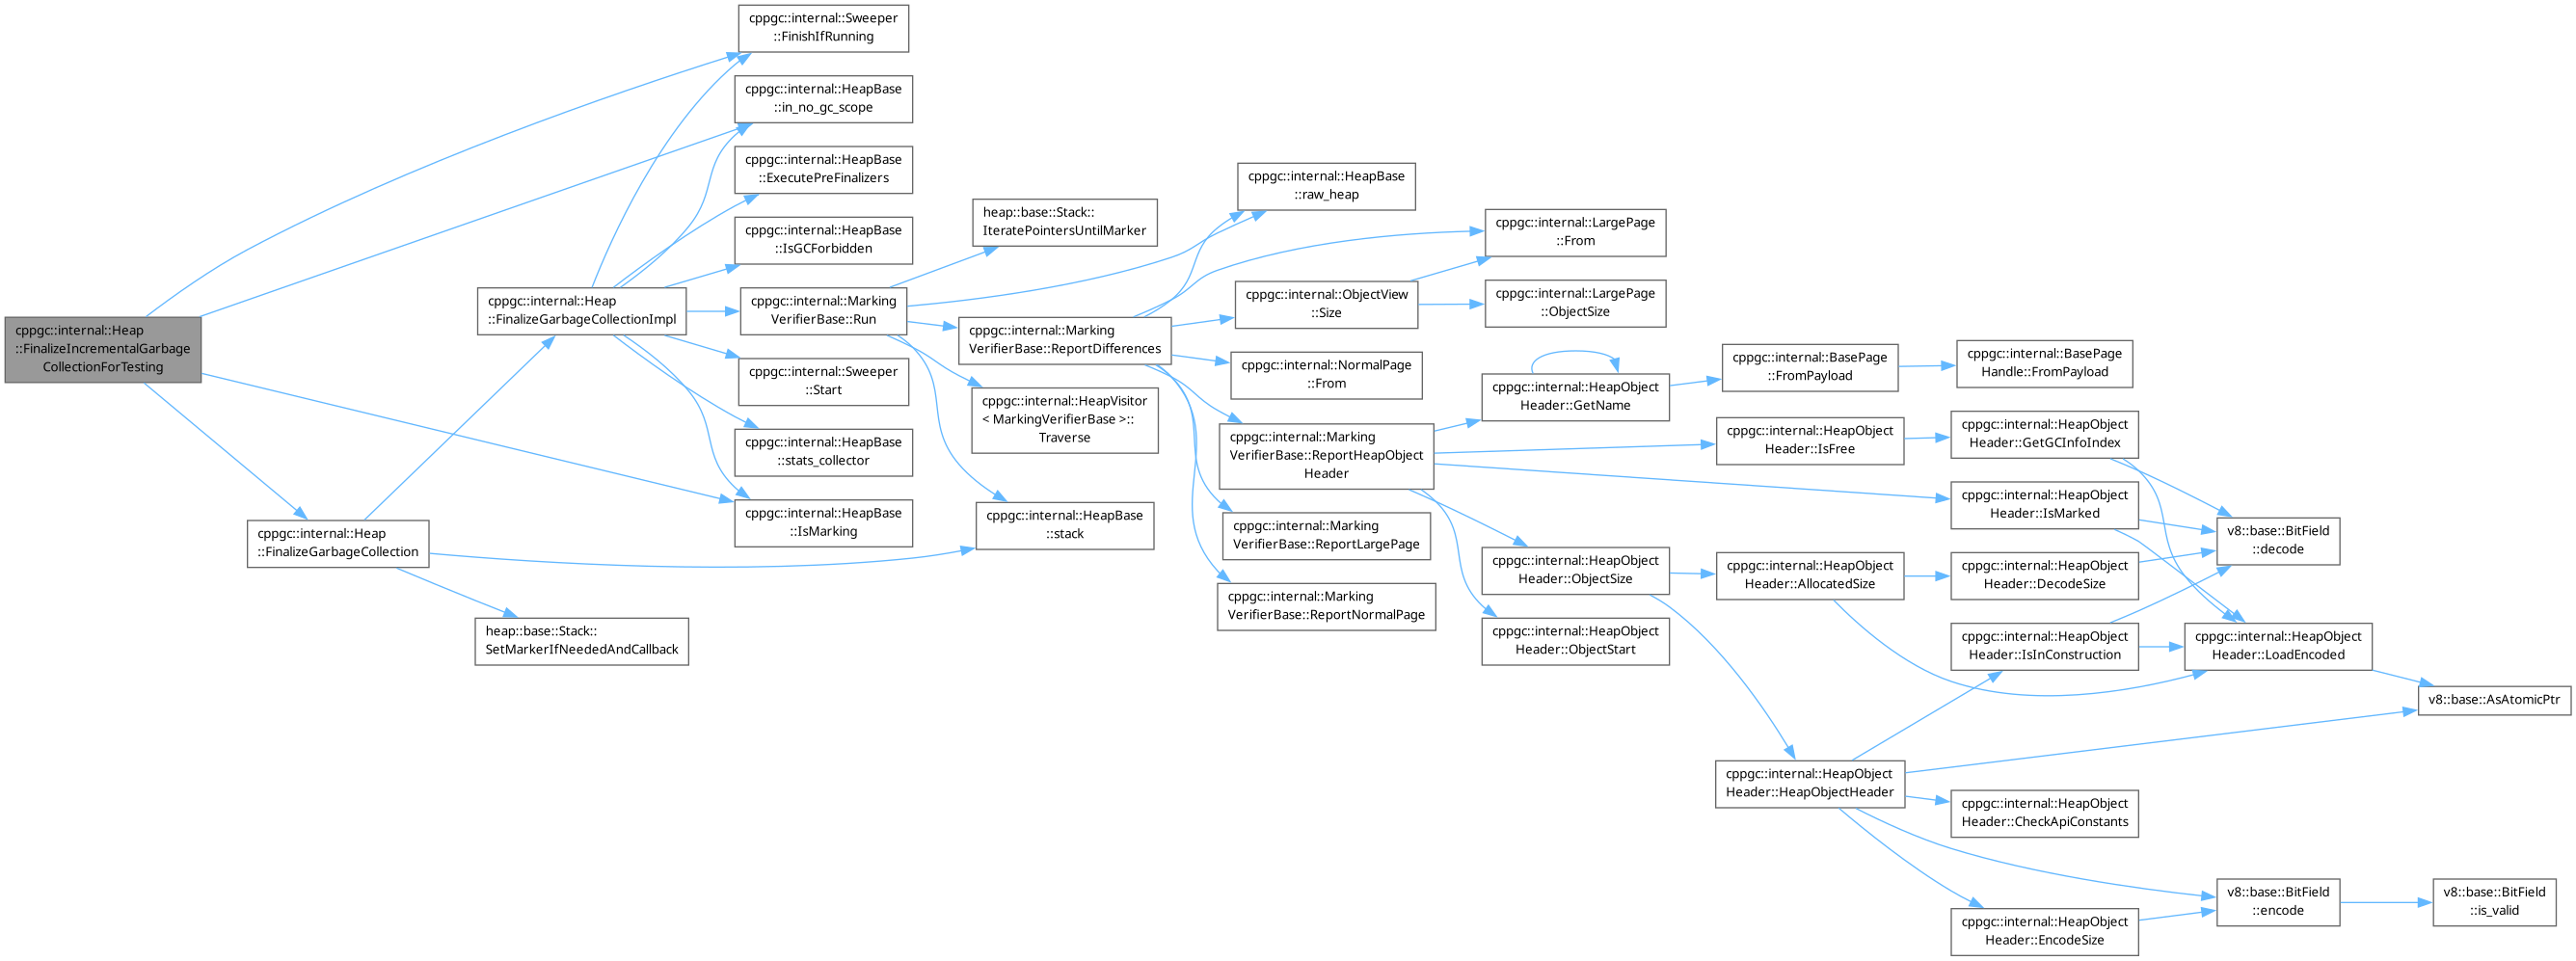 cppgc::internal::Heap
::FinalizeIncrementalGarbage
CollectionForTesting
cppgc::internal::Sweeper
::FinishIfRunning
cppgc::internal::HeapBase
::in_no_gc_scope
cppgc::internal::HeapBase
::ExecutePreFinalizers
cppgc::internal::HeapBase
::IsGCForbidden
cppgc::internal::Heap
::FinalizeGarbageCollectionImpl
cppgc::internal::Marking
VerifierBase::Run
cppgc::internal::Sweeper
::Start
cppgc::internal::HeapBase
::stats_collector
cppgc::internal::HeapBase
::IsMarking
cppgc::internal::Heap
::FinalizeGarbageCollection
heap::base::Stack::
SetMarkerIfNeededAndCallback
heap::base::Stack::
IteratePointersUntilMarker
cppgc::internal::Marking
VerifierBase::ReportDifferences
cppgc::internal::HeapVisitor
< MarkingVerifierBase >::
Traverse
cppgc::internal::HeapBase
::stack
cppgc::internal::HeapBase
::raw_heap
cppgc::internal::ObjectView
::Size
cppgc::internal::NormalPage
::From
cppgc::internal::Marking
VerifierBase::ReportHeapObject
Header
cppgc::internal::Marking
VerifierBase::ReportLargePage
cppgc::internal::Marking
VerifierBase::ReportNormalPage
cppgc::internal::LargePage
::From
cppgc::internal::LargePage
::ObjectSize
cppgc::internal::HeapObject
Header::GetName
cppgc::internal::HeapObject
Header::ObjectSize
cppgc::internal::HeapObject
Header::ObjectStart
cppgc::internal::BasePage
::FromPayload
cppgc::internal::HeapObject
Header::IsFree
cppgc::internal::HeapObject
Header::AllocatedSize
cppgc::internal::HeapObject
Header::HeapObjectHeader
cppgc::internal::BasePage
Handle::FromPayload
cppgc::internal::HeapObject
Header::GetGCInfoIndex
cppgc::internal::HeapObject
Header::IsMarked
cppgc::internal::HeapObject
Header::DecodeSize
cppgc::internal::HeapObject
Header::IsInConstruction
cppgc::internal::HeapObject
Header::CheckApiConstants
cppgc::internal::HeapObject
Header::EncodeSize
v8::base::BitField
::decode
cppgc::internal::HeapObject
Header::LoadEncoded
v8::base::BitField
::encode
v8::base::AsAtomicPtr
v8::base::BitField
::is_valid